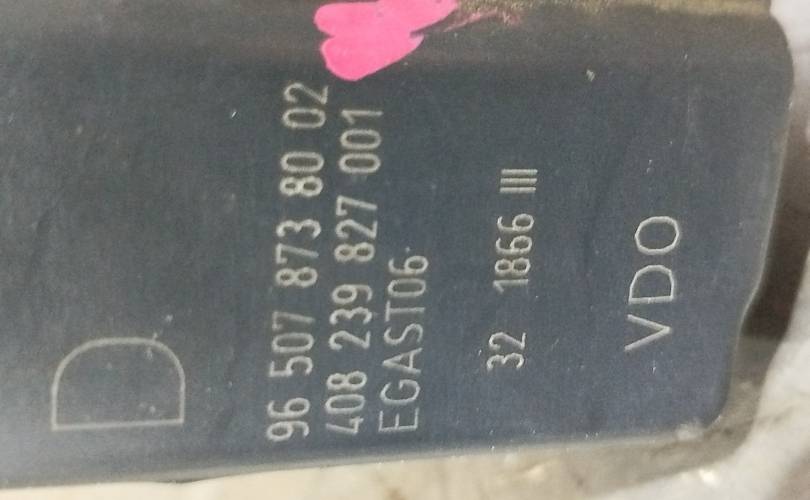 D
96 507 873 80 02
408 239 827 001
EGAST06
32 1866 III
VDO